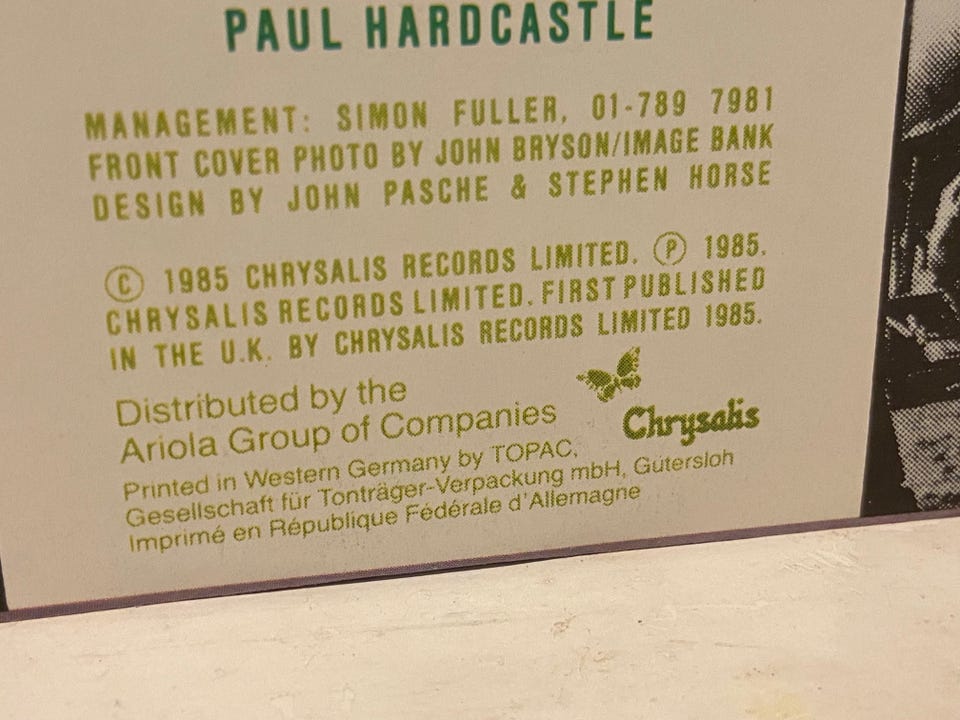 PAUL HARDCASTLE
MANAGEMENT: SIMON FULLER, 01-789 7981
FRONT COVER PHOTO BY JOHN BRYSON/IMAGE BANK
DESIGN BY JOHN PASCHE & STEPHEN HORSE
Ⓒ 1985 CHRYSALIS RECORDS LIMITED. Ⓟ 1985.
CHRYSALIS RECORDS LIMITED. FIRST PUBLISHED
IN THE U.K. BY CHRYSALIS RECORDS LIMITED 1985.
Distributed by the
Ariola Group of Companies
Chrysalis
Printed in Western Germany by TOPAC,
Gesellschaft für Tonträger-Verpackung mbH, Gütersloh
Imprimé en République Fédérale d'Allemagne